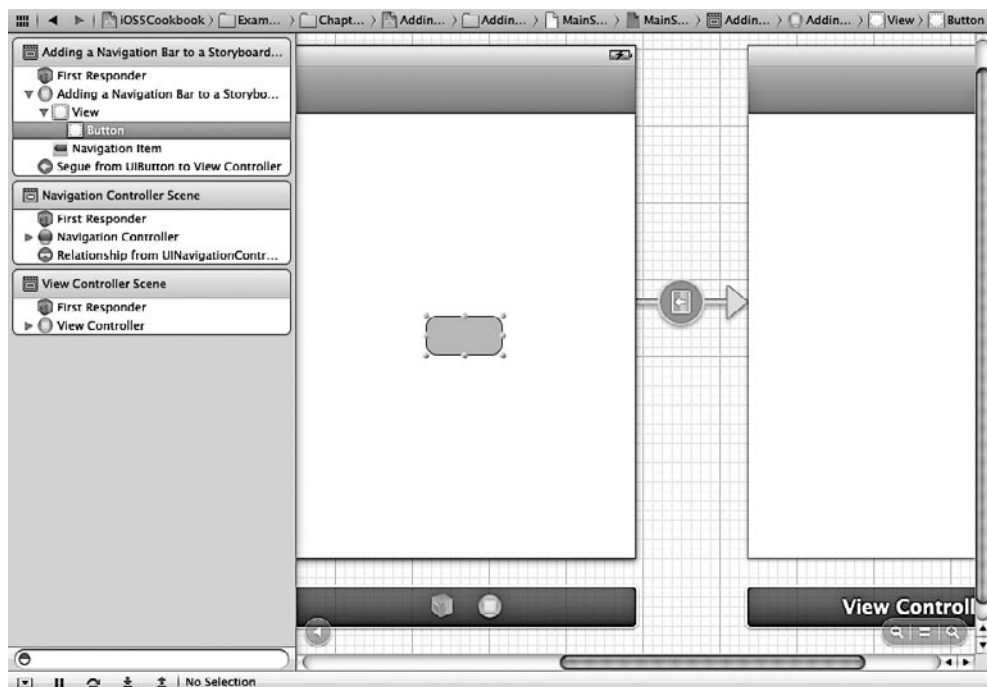 iOS5Cookbook › Exam... › Chapt... › Addin... › Addin... › MainS... › MainS... › Addin... › Addin... › View › Button
Adding a Navigation Bar to a Storyboard...
First Responder
Adding a Navigation Bar to a Storybo...
View
Button
Navigation Item
Segue from UIButton to View Controller
Navigation Controller Scene
First Responder
Navigation Controller
Relationship from UINavigationContr...
View Controller Scene
First Responder
View Controller
View Controll
No Selection